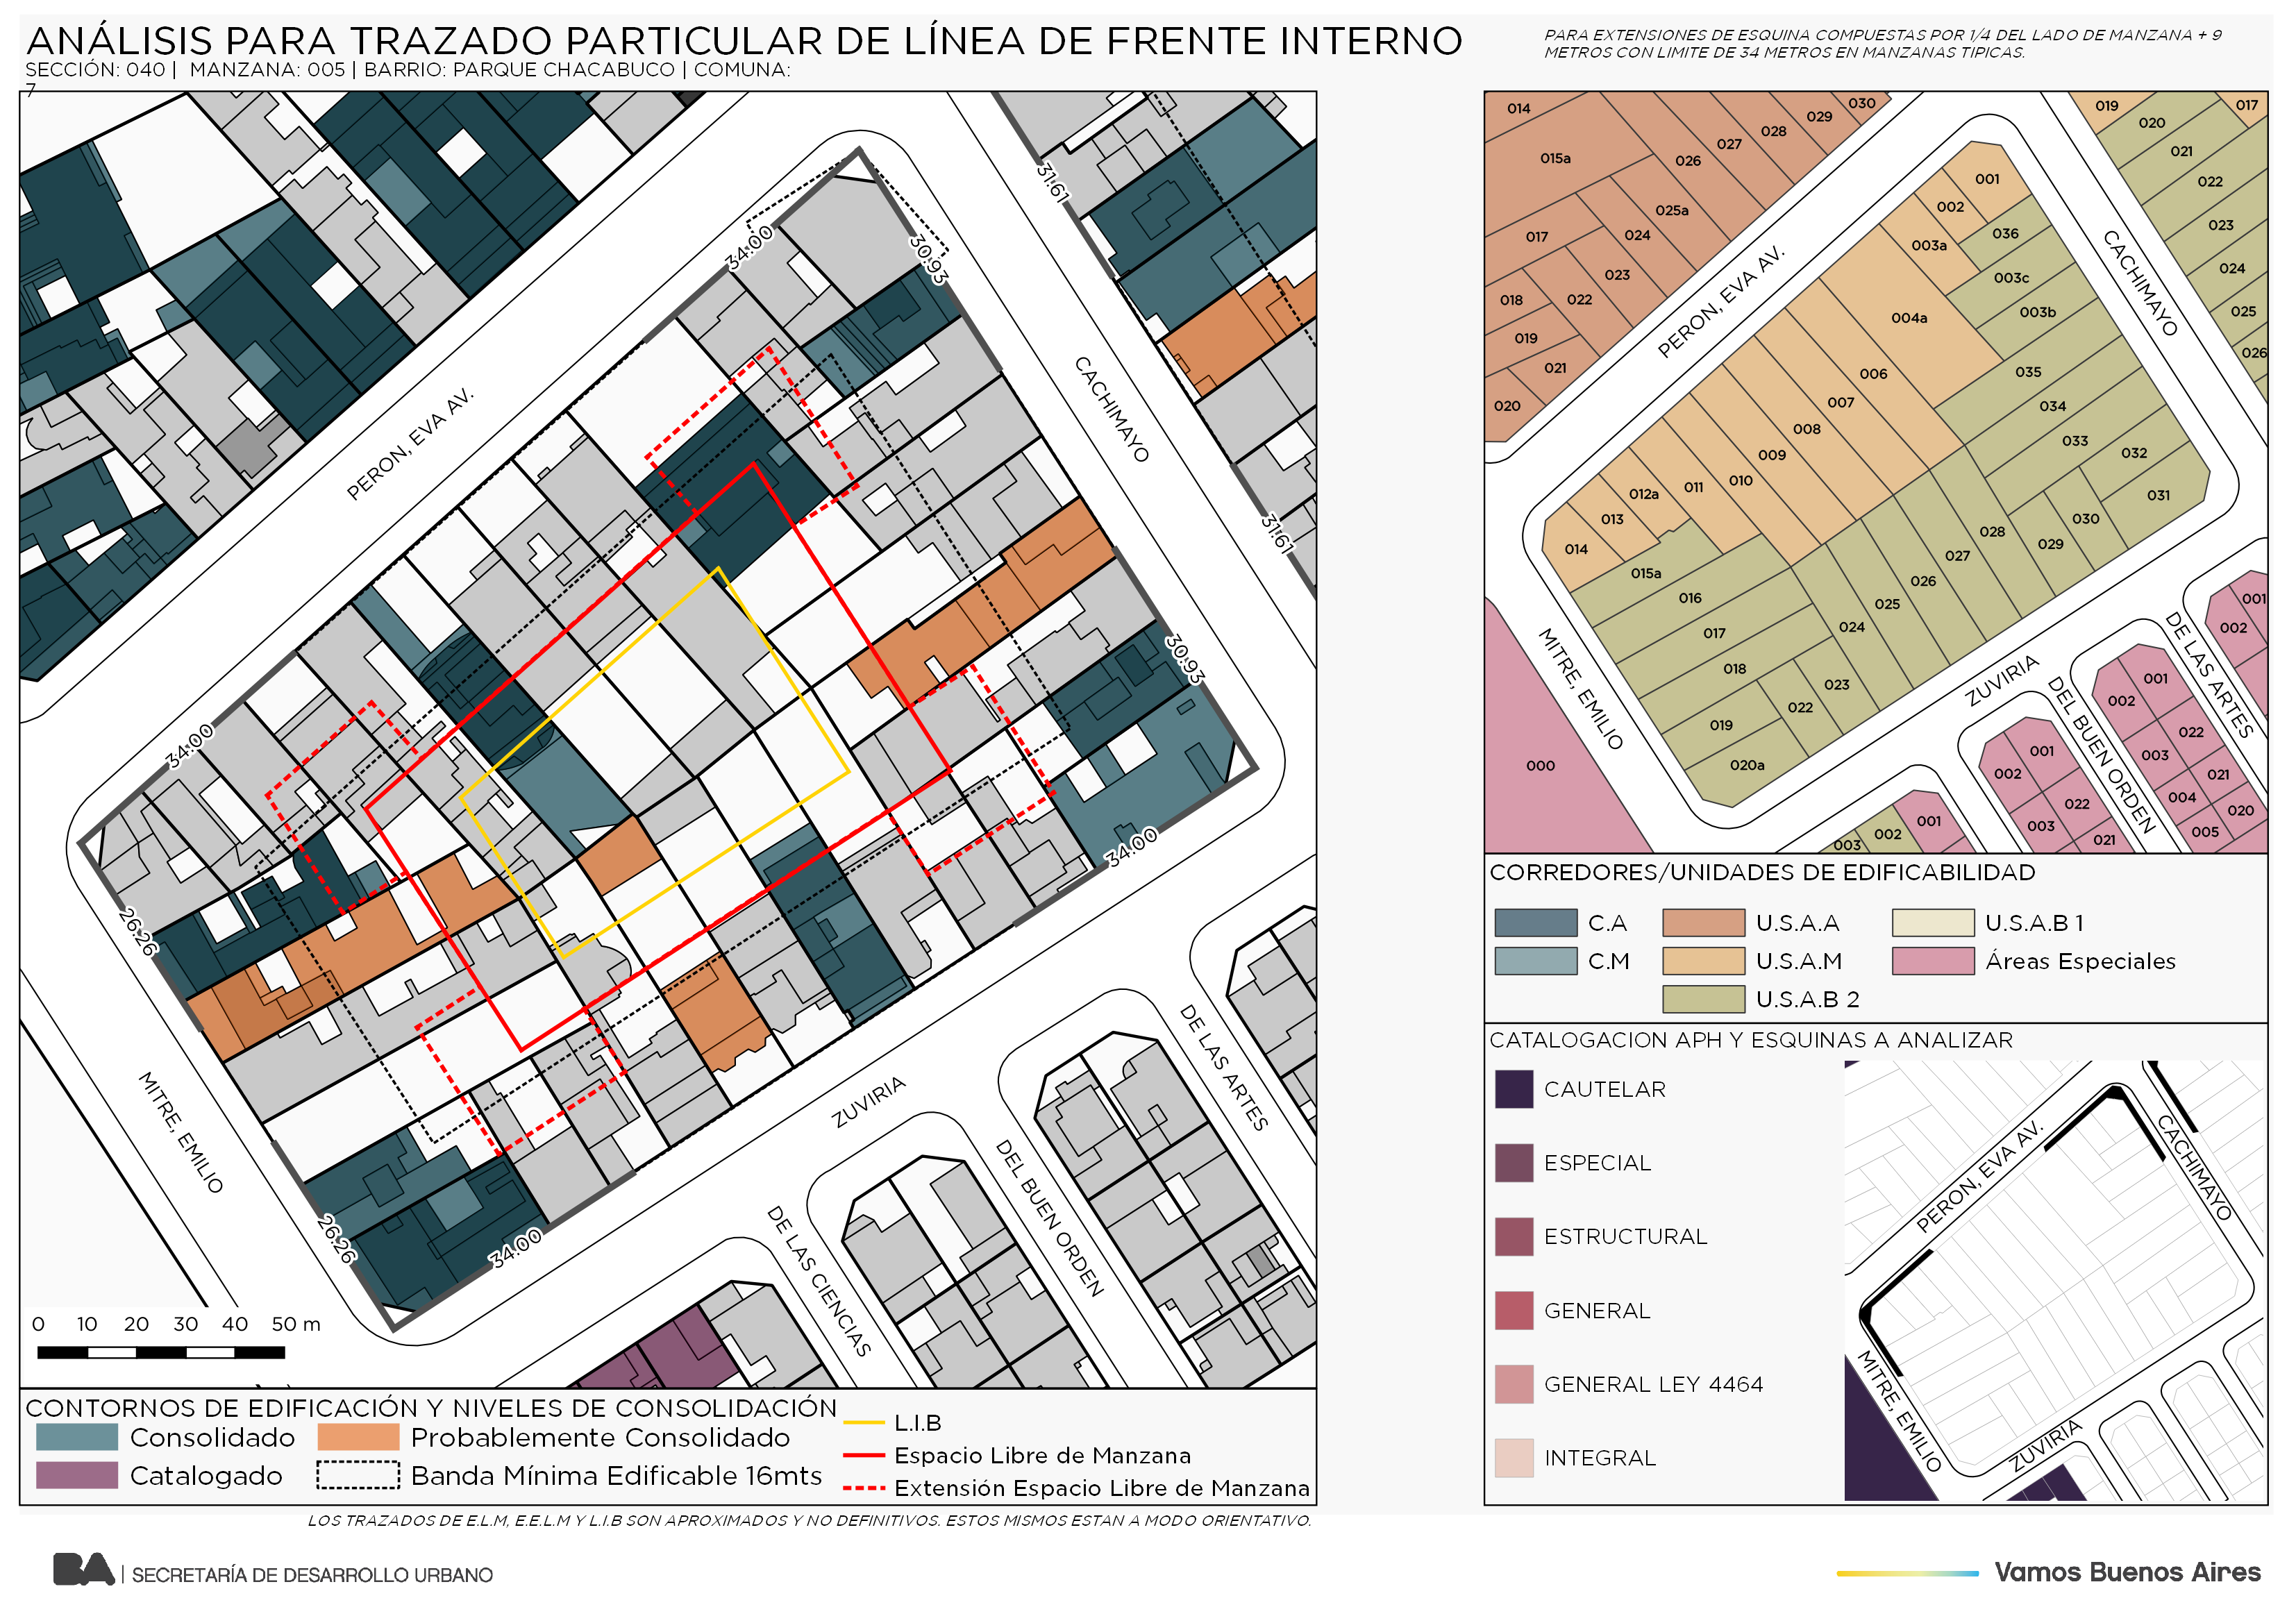 ANÁLISIS PARA TRAZADO PARTICULAR DE LÍNEA DE FRENTE INTERNO
SECCIÓN: 040 | MANZANA: 005 | BARRIO: PARQUE CHACABUCO | COMUNA:
7
PARA EXTENSIONES DE ESQUINA COMPUESTAS POR 1/4 DEL LADO DE MANZANA + 9
METROS CON LIMITE DE 34 METROS EN MANZANAS TIPICAS.
PERON, EVA AV.
CACHIMAYO
MITRE, EMILIO
ZUVIRIA
DE LAS CIENCIAS
DEL BUEN ORDEN
DE LAS ARTES
34.00
30.93
31.61
31.61
34.00
30.93
34.00
26.26
26.26
34.00
0 10 20 30 40 50 m
CONTORNOS DE EDIFICACIÓN Y NIVELES DE CONSOLIDACIÓN
Consolidado
Probablemente Consolidado
Catalogado
Banda Mínima Edificable 16mts
L.I.B
Espacio Libre de Manzana
Extensión Espacio Libre de Manzana
LOS TRAZADOS DE E.L.M, E.E.L.M Y L.I.B SON APROXIMADOS Y NO DEFINITIVOS. ESTOS MISMOS ESTAN A MODO ORIENTATIVO.
014
015a
017
018
019
020
021
022
023
024
025a
026
027
028
029
030
019
017
020
021
022
023
024
025
026
001
002
003a
036
003c
003b
004a
006
007
008
009
010
011
012a
013
014
015a
016
017
018
019
020a
022
023
024
025
026
027
028
029
030
031
032
033
034
035
000
PERON, EVA AV.
CACHIMAYO
MITRE, EMILIO
ZUVIRIA
DEL BUEN ORDEN
DE LAS ARTES
003
002
001
001
002
022
003
021
001
002
022
003
021
004
020
005
001
002
CORREDORES/UNIDADES DE EDIFICABILIDAD
C.A
U.S.A.A
U.S.A.B 1
C.M
U.S.A.M
Áreas Especiales
U.S.A.B 2
CATALOGACION APH Y ESQUINAS A ANALIZAR
CAUTELAR
ESPECIAL
ESTRUCTURAL
GENERAL
GENERAL LEY 4464
INTEGRAL
PERON, EVA AV.
CACHIMAYO
MITRE, EMILIO
ZUVIRIA
BA | SECRETARÍA DE DESARROLLO URBANO
Vamos Buenos Aires